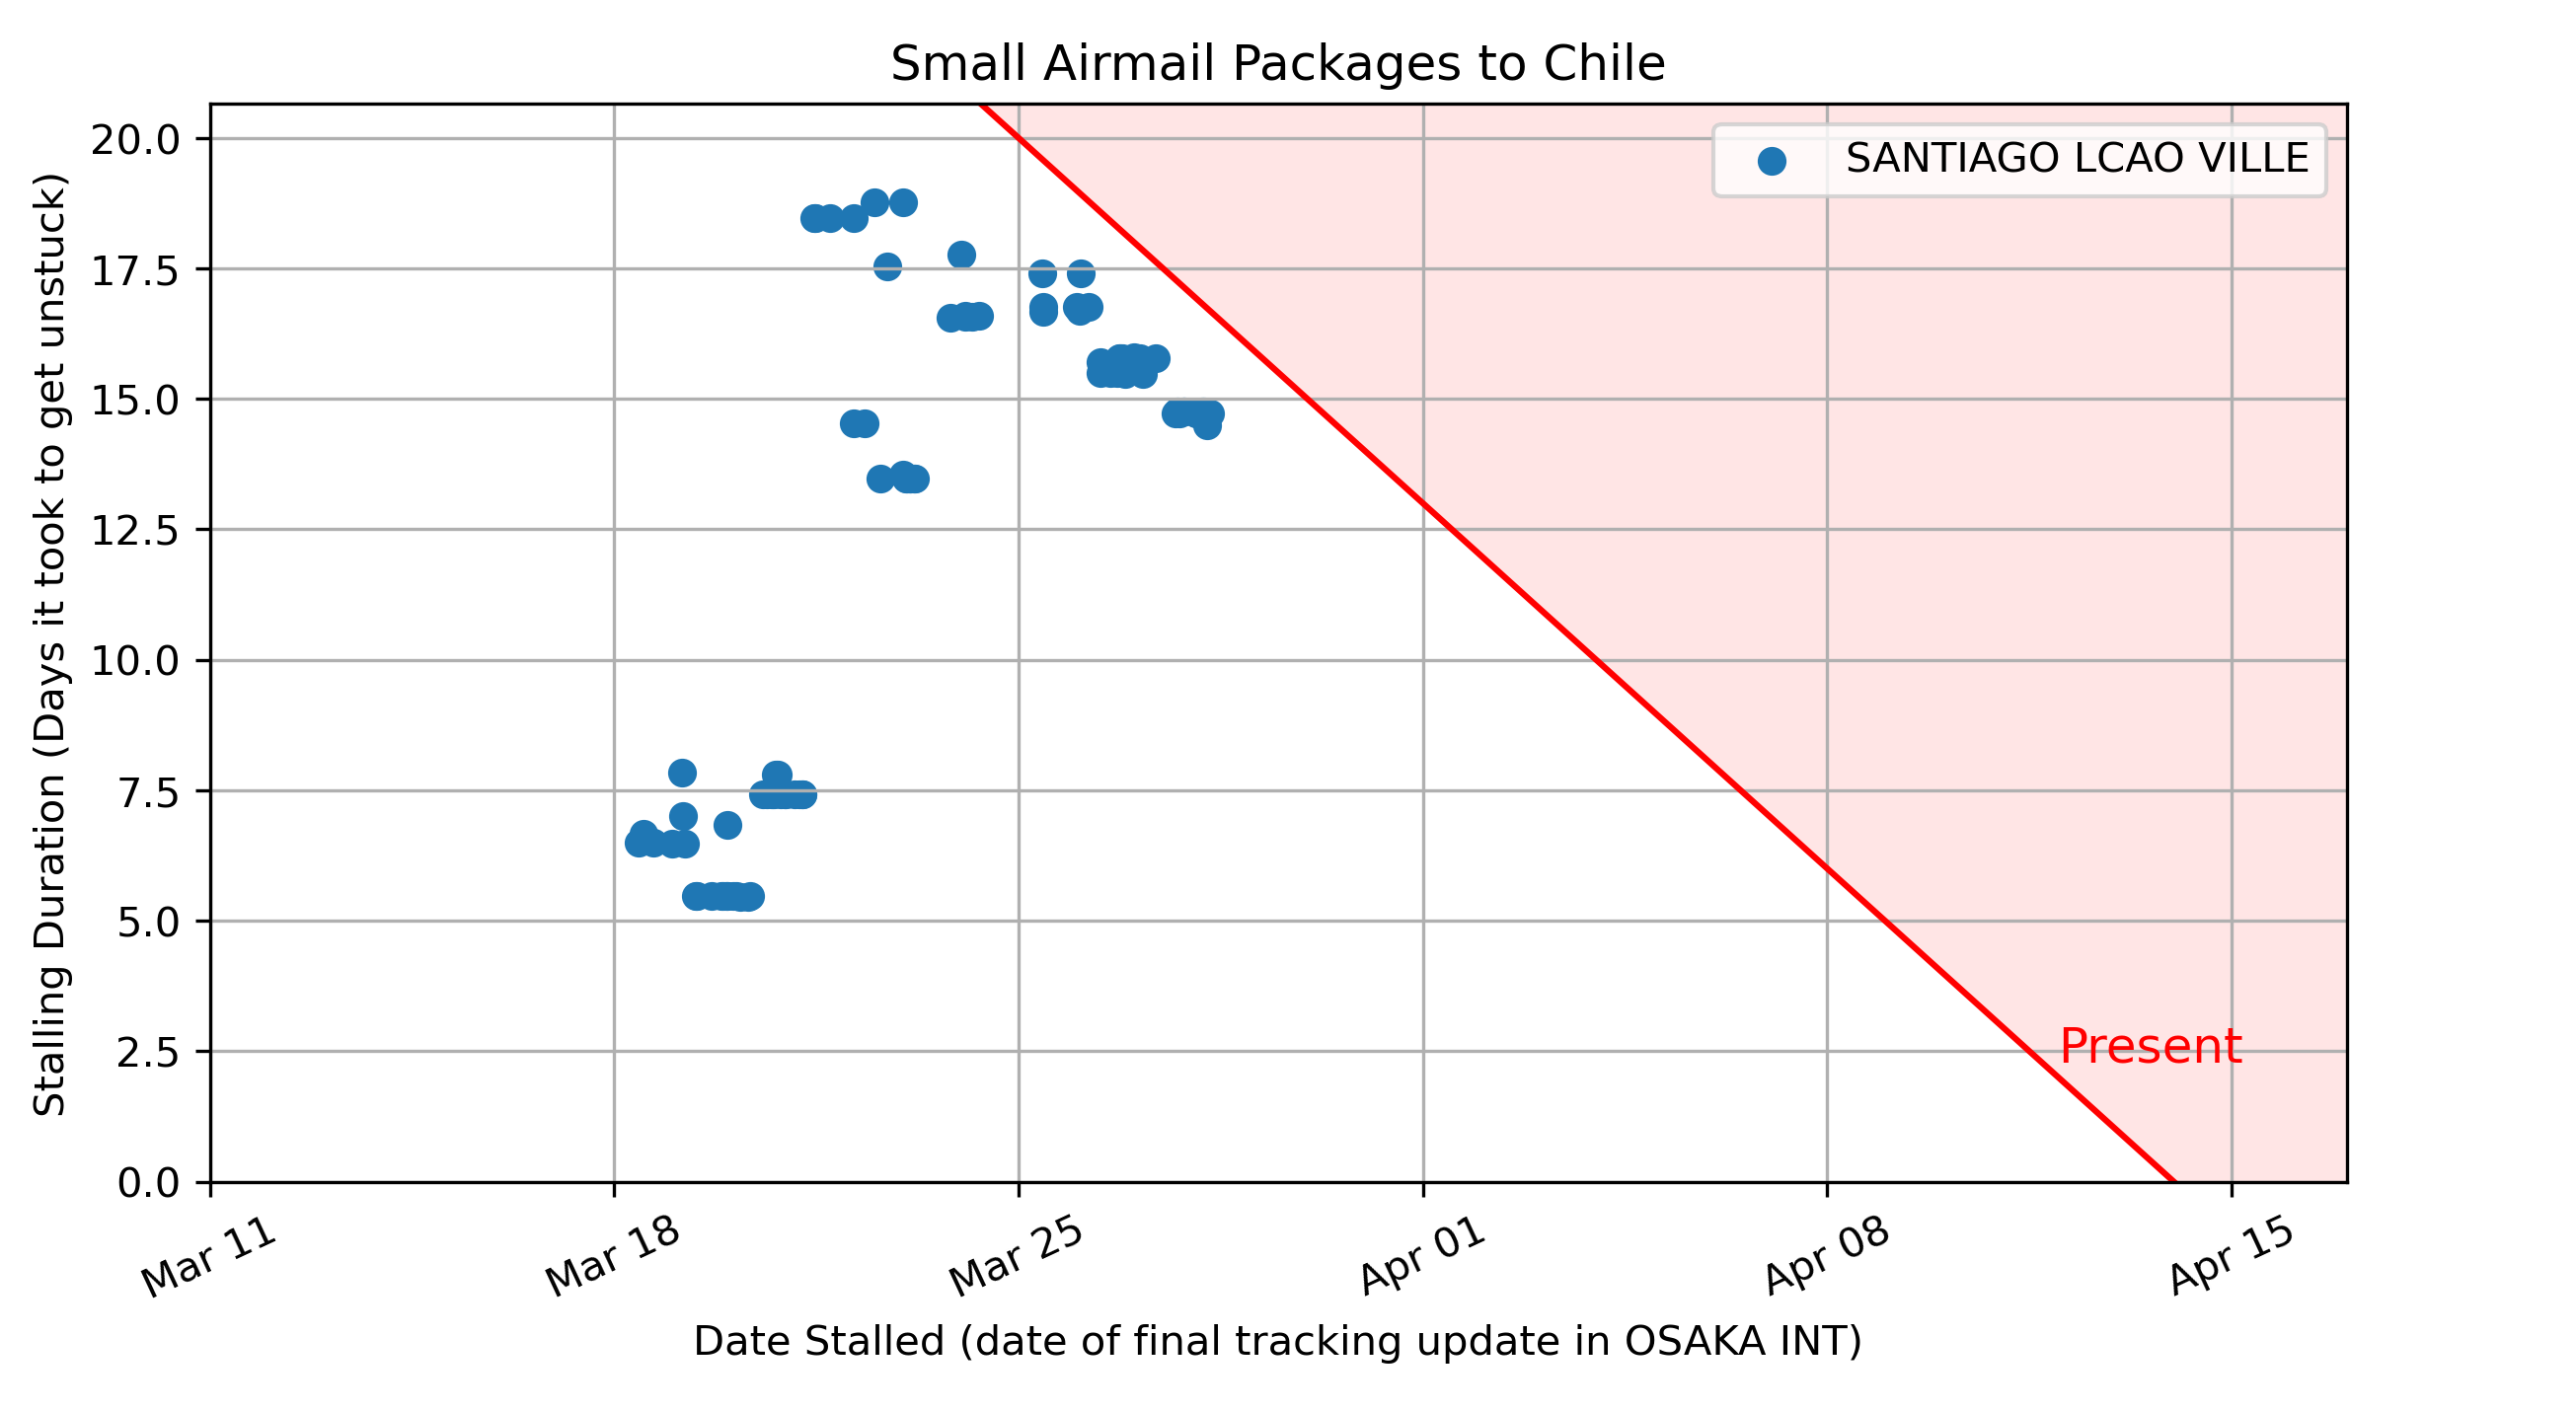 Small Airmail Packages to Chile
SANTIAGO LCAO VILLE
Stalling Duration (Days it took to get unstuck)
20.0
17.5
15.0
12.5
10.0
7.5
5.0
2.5
0.0
Present
Mar 11
Mar 18
Mar 25
Apr 01
Apr 08
Apr 15
Date Stalled (date of final tracking update in OSAKA INT)